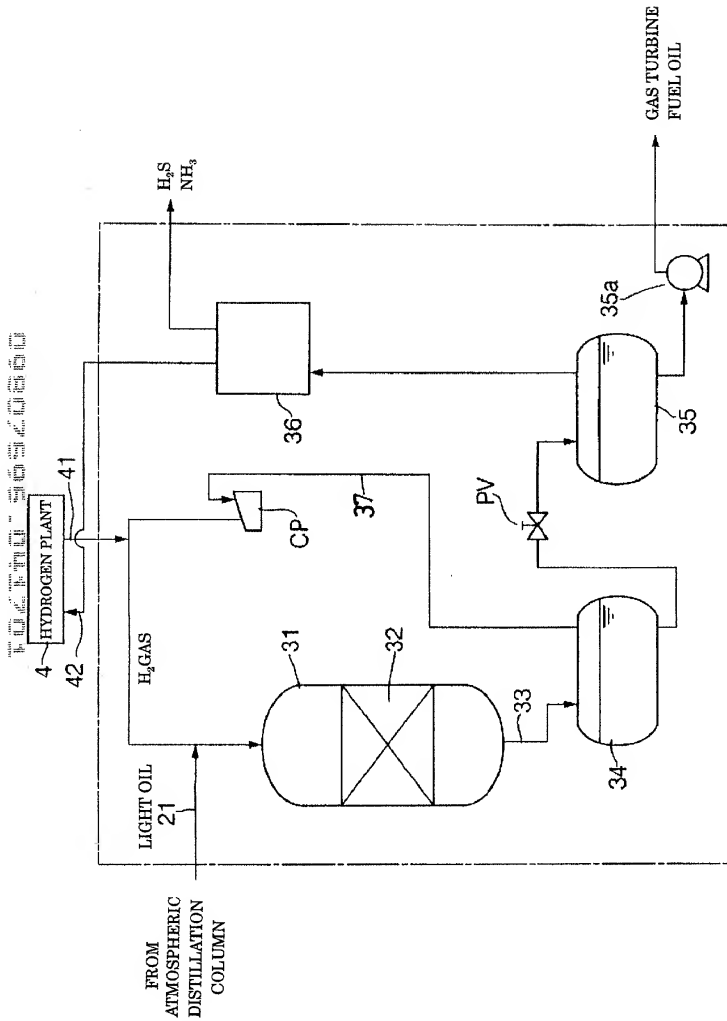 4
HYDROGEN PLANT
42
41
H₂S
NH₃
GAS TURBINE
FUEL OIL
H₂GAS
36
35a
37
CP
PV
35
31
32
33
34
LIGHT OIL
21
FROM
ATMOSPHERIC
DISTILLATION
COLUMN